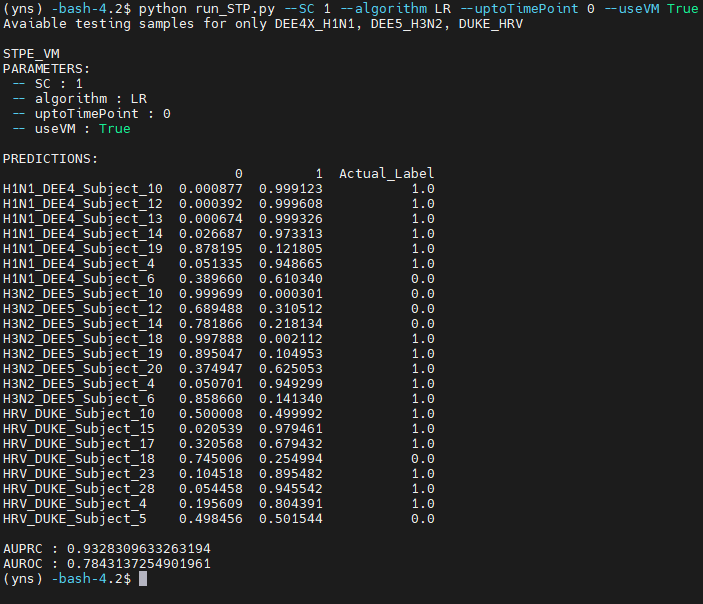 (yns) -bash-4.2$ python run_STP.py --SC 1 --algorithm LR --uptoTimePoint 0 --useVM True
Avaiable testing samples for only DEE4X_H1N1, DEE5_H3N2, DUKE_HRV
STPE_VM
PARAMETERS:
-- SC : 1
-- algorithm : LR
-- uptoTimePoint : 0
-- useVM : True
PREDICTIONS:
0 1 Actual_Label
H1N1_DEE4_Subject_10 0.000877 0.999123 1.0
H1N1_DEE4_Subject_12 0.000392 0.999608 1.0
H1N1_DEE4_Subject_13 0.000674 0.999326 1.0
H1N1_DEE4_Subject_14 0.026687 0.973313 1.0
H1N1_DEE4_Subject_19 0.878195 0.121805 1.0
H1N1_DEE4_Subject_4 0.051335 0.948665 1.0
H1N1_DEE4_Subject_6 0.389660 0.610340 0.0
H3N2_DEE5_Subject_10 0.999699 0.000301 0.0
H3N2_DEE5_Subject_12 0.689488 0.310512 0.0
H3N2_DEE5_Subject_14 0.781866 0.218134 0.0
H3N2_DEE5_Subject_18 0.997888 0.002112 1.0
H3N2_DEE5_Subject_19 0.895047 0.104953 1.0
H3N2_DEE5_Subject_20 0.374947 0.625053 1.0
H3N2_DEE5_Subject_4 0.050701 0.949299 1.0
H3N2_DEE5_Subject_6 0.858660 0.141340 1.0
HRV_DUKE_Subject_10 0.500008 0.499992 1.0
HRV_DUKE_Subject_15 0.020539 0.979461 1.0
HRV_DUKE_Subject_17 0.320568 0.679432 1.0
HRV_DUKE_Subject_18 0.745006 0.254994 0.0
HRV_DUKE_Subject_23 0.104518 0.895482 1.0
HRV_DUKE_Subject_28 0.054458 0.945542 1.0
HRV_DUKE_Subject_4 0.195609 0.804391 1.0
HRV_DUKE_Subject_5 0.498456 0.501544 0.0
AUPRC : 0.9328309633263194
AUROC : 0.7843137254901961
(yns) -bash-4.2$